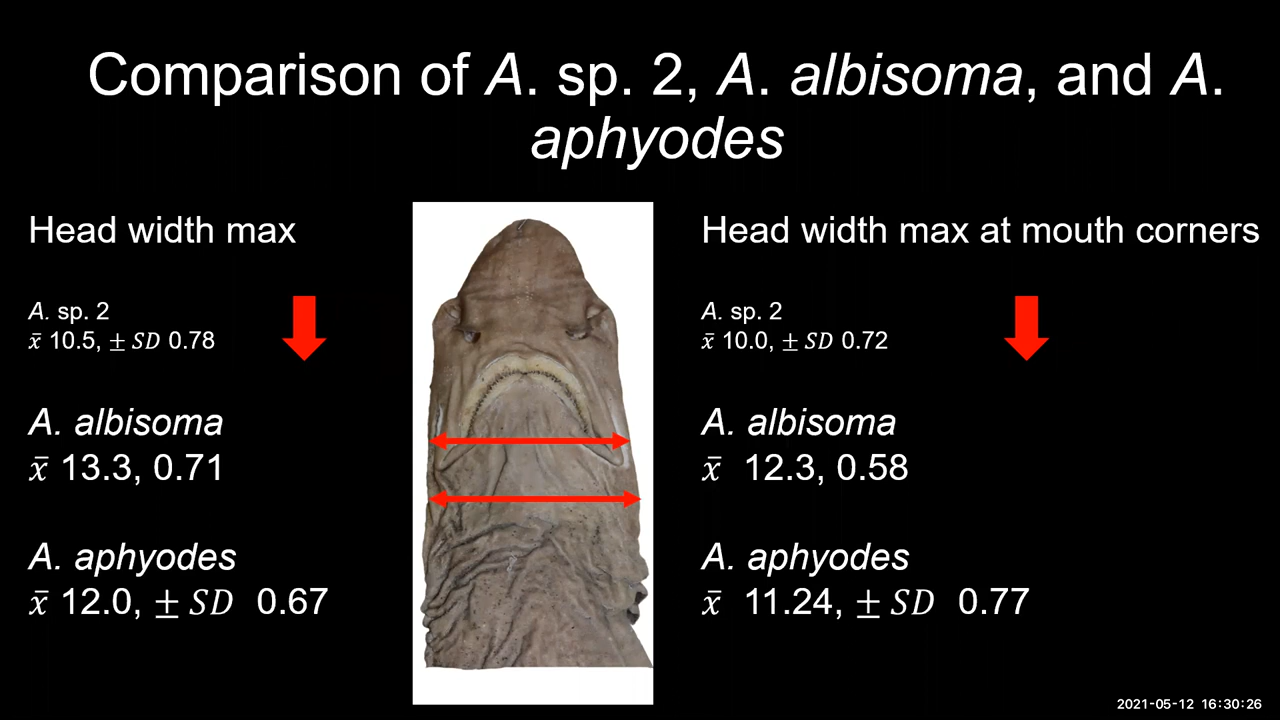 Comparison of A. sp. 2, A. albisoma, and A.
aphyodes
Head width max
A. sp. 2
x̄ 10.5, ± SD 0.78
A. albisoma
x̄ 13.3, 0.71
A. aphyodes
x̄ 12.0, ± SD 0.67
Head width max at mouth corners
A. sp. 2
x̄ 10.0, ± SD 0.72
A. albisoma
x̄ 12.3, 0.58
A. aphyodes
x̄ 11.24, ± SD 0.77
2021-05-12 16:30:26